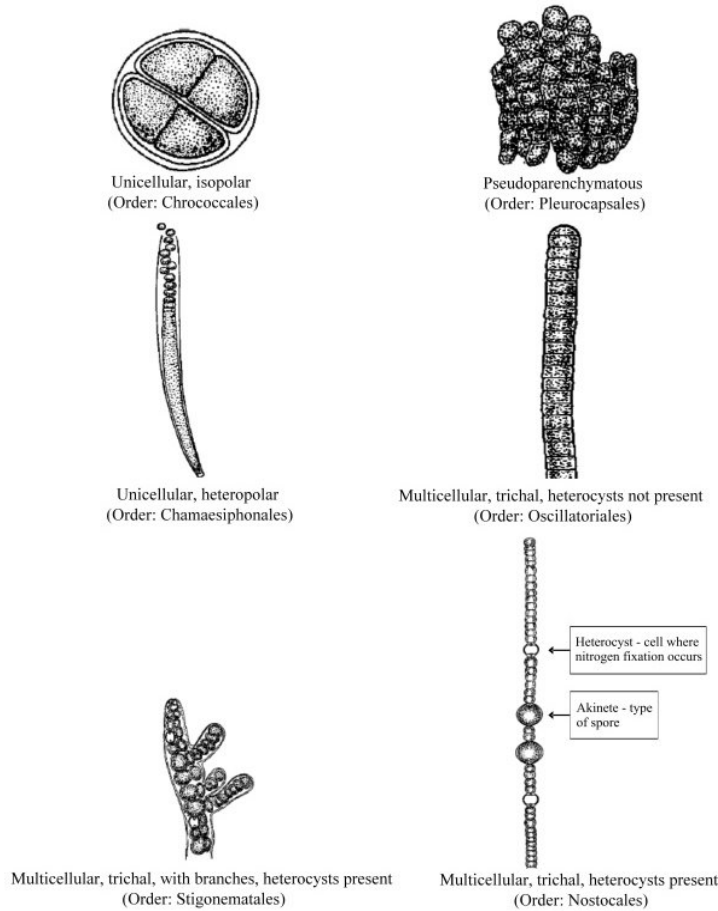 Unicellular, isopolar
(Order: Chrococcales)
Pseudoparenchymatous
(Order: Pleurocapsales)
Unicellular, heteropolar
(Order: Chamaesiphonales)
Multicellular, trichal, heterocysts not present
(Order: Oscillatoriales)
Heterocyst - cell where
nitrogen fixation occurs
Akinete - type
of spore
Multicellular, trichal, with branches, heterocysts present
(Order: Stigonematales)
Multicellular, trichal, heterocysts present
(Order: Nostocales)